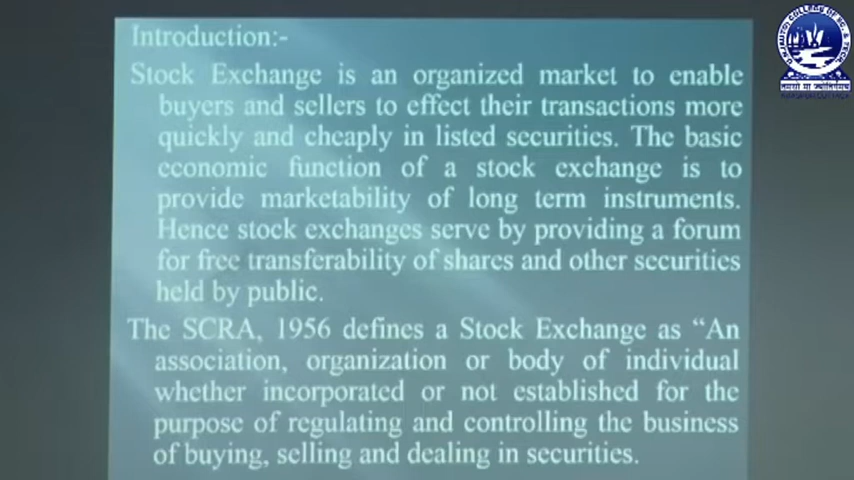 Introduction:-
Stock Exchange is an organized market to enable
buyers and sellers to effect their transactions more
quickly and cheaply in listed securities. The basic
economic function of a stock exchange is to
provide marketability of long term instruments.
Hence stock exchanges serve by providing a forum
for free transferability of shares and other securities
held by public.
The SCRA, 1956 defines a Stock Exchange as “An
association, organization or body of individual
whether incorporated or not established for the
purpose of regulating and controlling the business
of buying, selling and dealing in securities.